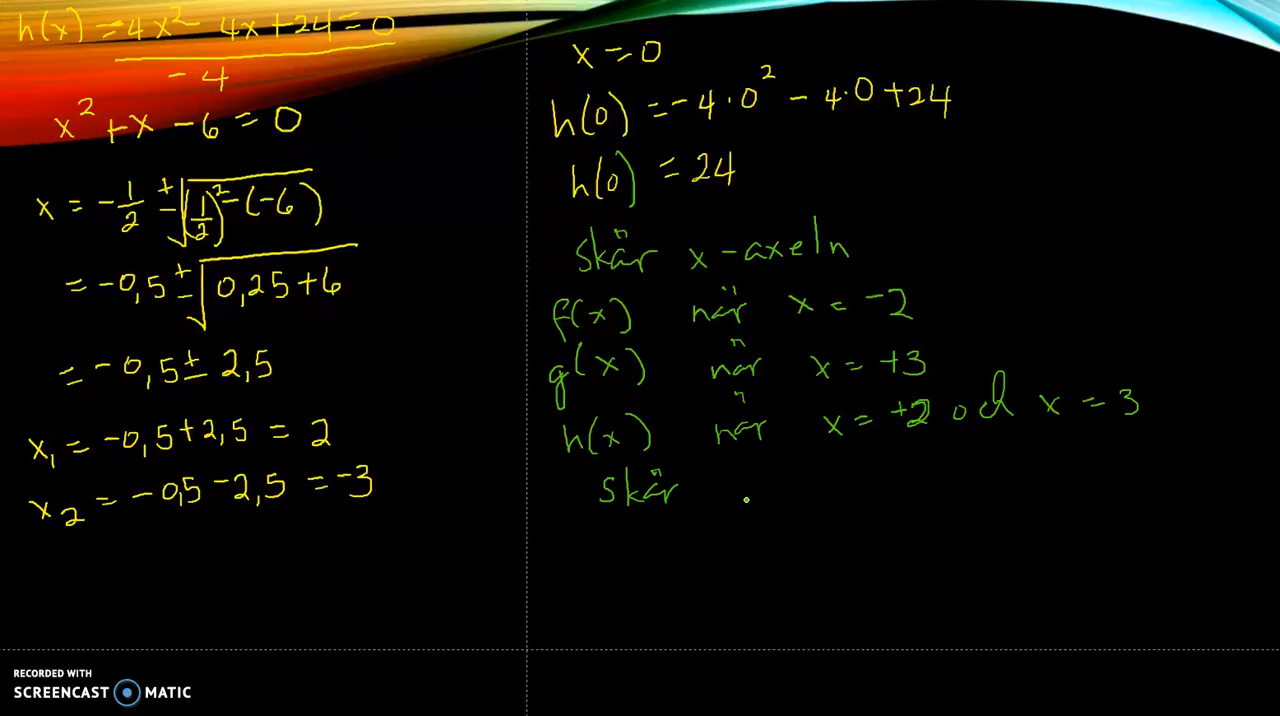 h(x) = -4x² - 4x + 24 = 0
-4
x² + x - 6 = 0
x = -1/2 ± √((1/2)² - (-6))
= -0,5 ± √(0,25 + 6)
= -0,5 ± 2,5
x₁ = -0,5 + 2,5 = 2
x₂ = -0,5 - 2,5 = -3
x = 0
h(0) = -4·0² - 4·0 + 24
h(0) = 24
skär x-axeln
f(x) när x = -2
g(x) när x = +3
h(x) när x = +2 och x = 3
Skär
RECORDED WITH
SCREENCAST MATIC